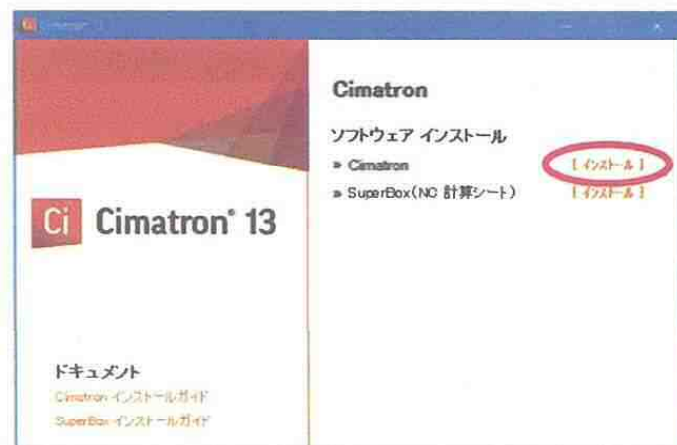 Cimatron 13
Cimatron
ソフトウェア インストール
» Cimatron [ インストール ]
» SuperBox(NC 計算シート) [ インストール ]
Ci Cimatron® 13
ドキュメント
Cimatron インストールガイド
SuperBox インストールガイド